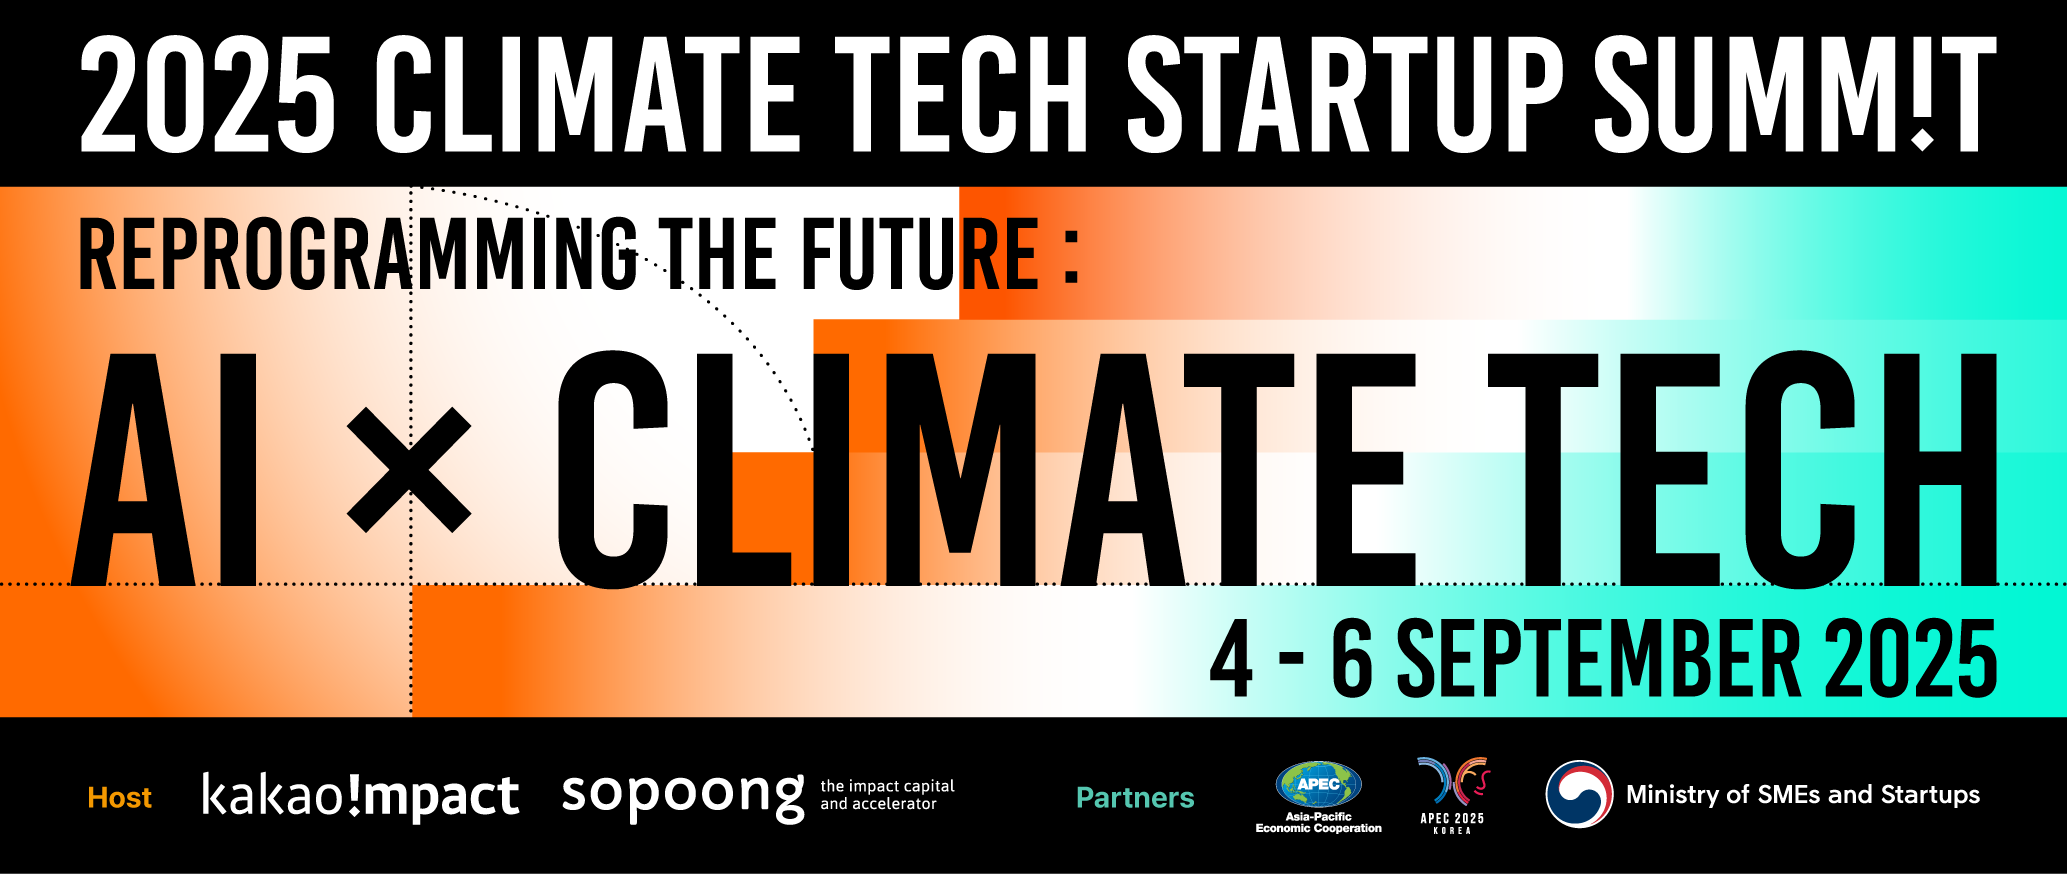 2025 CLIMATE TECH STARTUP SUMM!T
REPROGRAMMING THE FUTURE :
AI × CLIMATE TECH
4 - 6 SEPTEMBER 2025
Host
kakao!mpact
sopoong
the impact capital
and accelerator
Partners
APEC
Asia-Pacific
Economic Cooperation
APEC 2025
KOREA
Ministry of SMEs and Startups